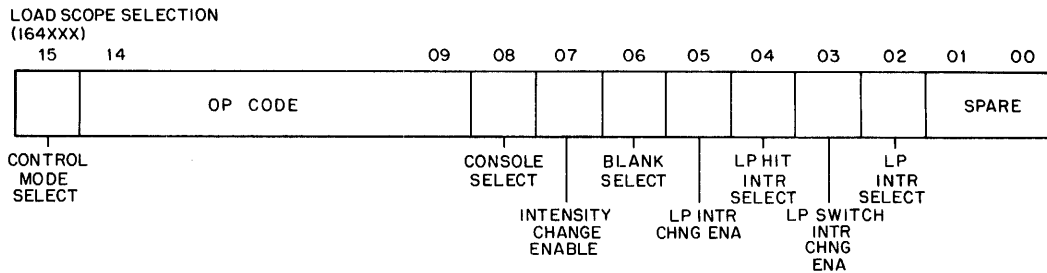 LOAD SCOPE SELECTION
(164XXX)
15 14 09 08 07 06 05 04 03 02 01 00
OP CODE SPARE
CONTROL
MODE
SELECT
CONSOLE
SELECT
INTENSITY
CHANGE
ENABLE
BLANK
SELECT
LP INTR
CHNG ENA
LP HIT
INTR
SELECT
LP SWITCH
INTR
CHNG
ENA
LP
INTR
SELECT